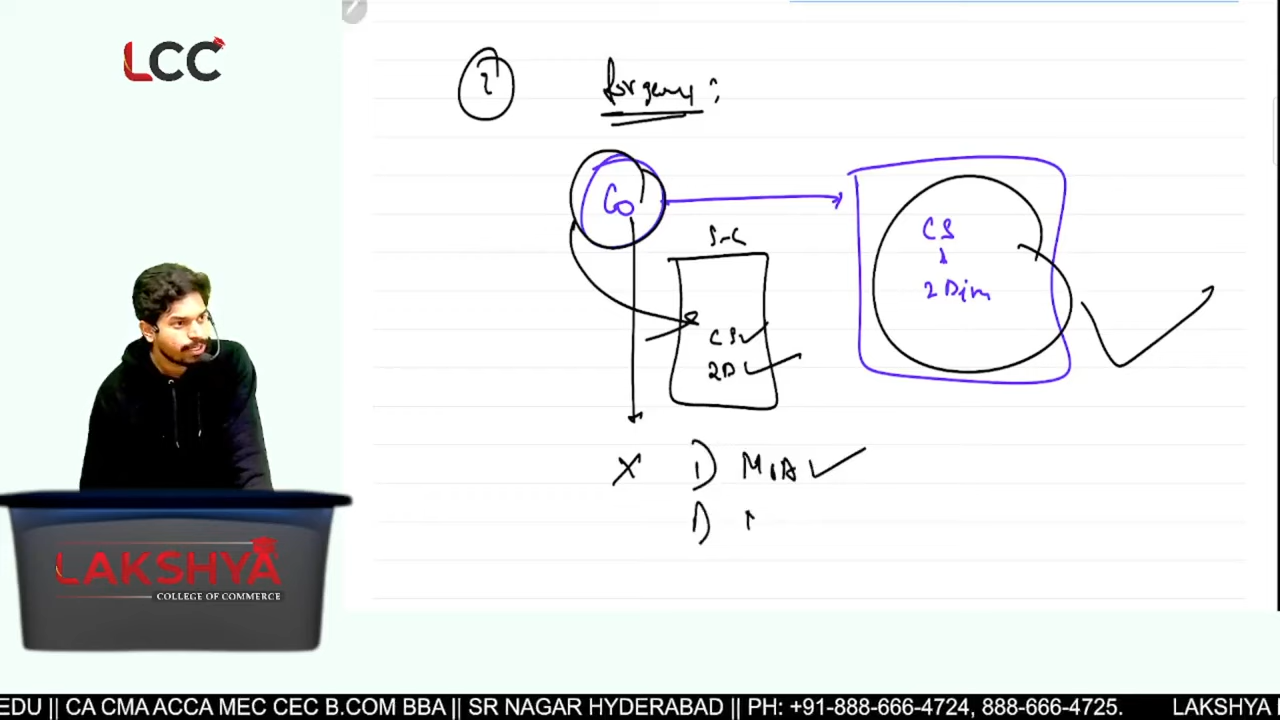 LCC
2
forgery:
Co
S-C
CS
2D
CS
&
2 Dir
X 1) MOA
1)
LAKSHYA
COLLEGE OF COMMERCE
EDU || CA CMA ACCA MEC CEC B.COM BBA || SR NAGAR HYDERABAD || PH: +91-888-666-4724, 888-666-4725. LAKSHYA I